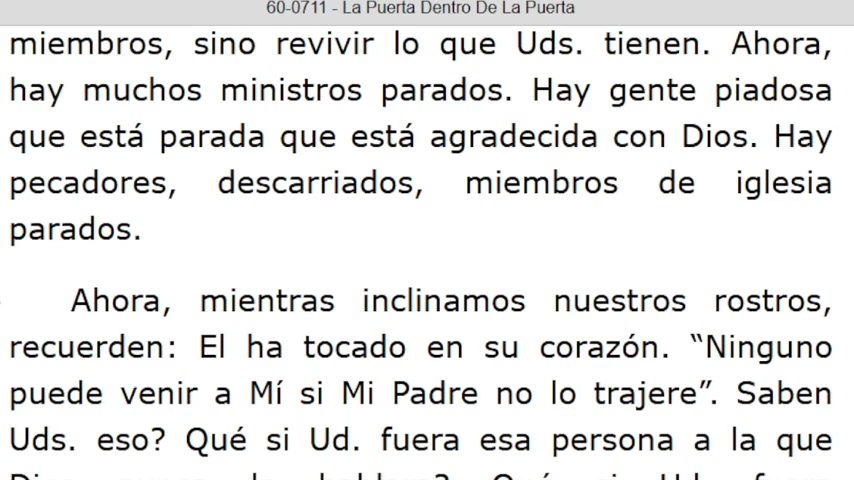 60-0711 - La Puerta Dentro De La Puerta
miembros, sino revivir lo que Uds. tienen. Ahora,
hay muchos ministros parados. Hay gente piadosa
que está parada que está agradecida con Dios. Hay
pecadores, descarriados, miembros de iglesia
parados.
Ahora, mientras inclinamos nuestros rostros,
recuerden: El ha tocado en su corazón. “Ninguno
puede venir a Mí si Mi Padre no lo trajere”. Saben
Uds. eso? Qué si Ud. fuera esa persona a la que